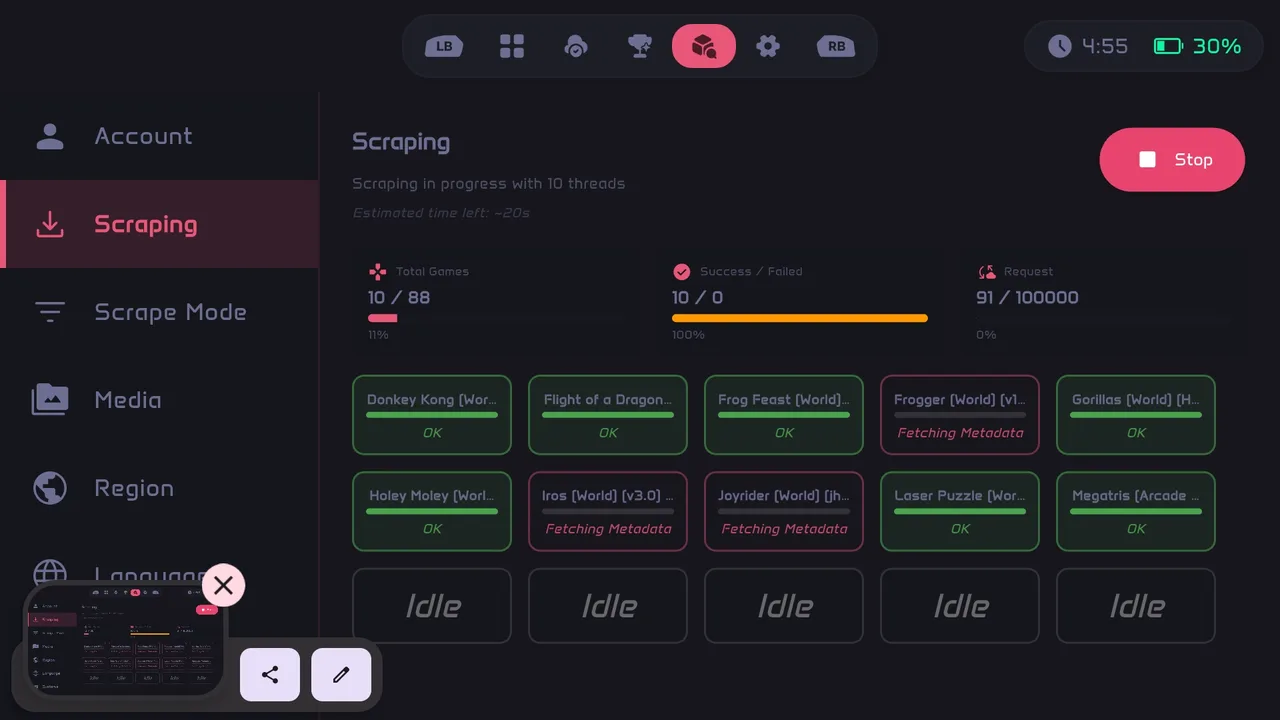 LB
RB
4:55
30%
Account
Scraping
Scrape Mode
Media
Region
Language
Scraping
Scraping in progress with 10 threads
Estimated time left: ~20s
Stop
Total Games
10 / 88
11%
Success / Failed
10 / 0
100%
Request
91 / 100000
0%
Donkey Kong (Wor...
OK
Flight of a Dragon...
OK
Frog Feast (World)...
OK
Frogger (World) (v1...
Fetching Metadata
Gorillas (World) (H...
OK
Holey Moley (Worl...
OK
Iros (World) (v3.0) ...
Fetching Metadata
Joyrider (World) (jh...
Fetching Metadata
Laser Puzzle (Wor...
OK
Megatris (Arcade ...
OK
Idle
Idle
Idle
Idle
Idle